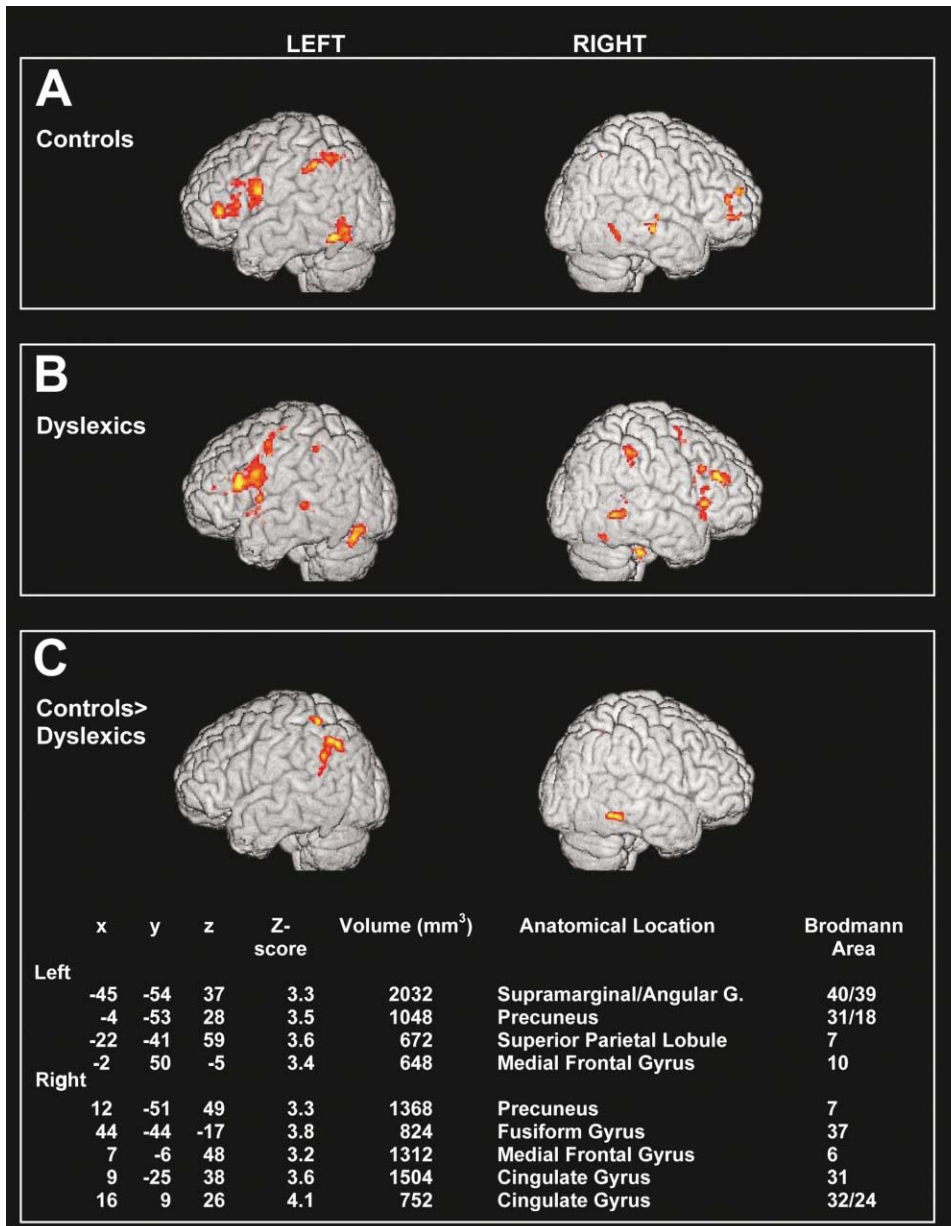 LEFT RIGHT
A
Controls
B
Dyslexics
C
Controls>
Dyslexics
x y z Z- Volume (mm³) Anatomical Location Brodmann
score Area
Left
-45 -54 37 3.3 2032 Supramarginal/Angular G. 40/39
-4 -53 28 3.5 1048 Precuneus 31/18
-22 -41 59 3.6 672 Superior Parietal Lobule 7
-2 50 -5 3.4 648 Medial Frontal Gyrus 10
Right
12 -51 49 3.3 1368 Precuneus 7
44 -44 -17 3.8 824 Fusiform Gyrus 37
7 -6 48 3.2 1312 Medial Frontal Gyrus 6
9 -25 38 3.6 1504 Cingulate Gyrus 31
16 9 26 4.1 752 Cingulate Gyrus 32/24